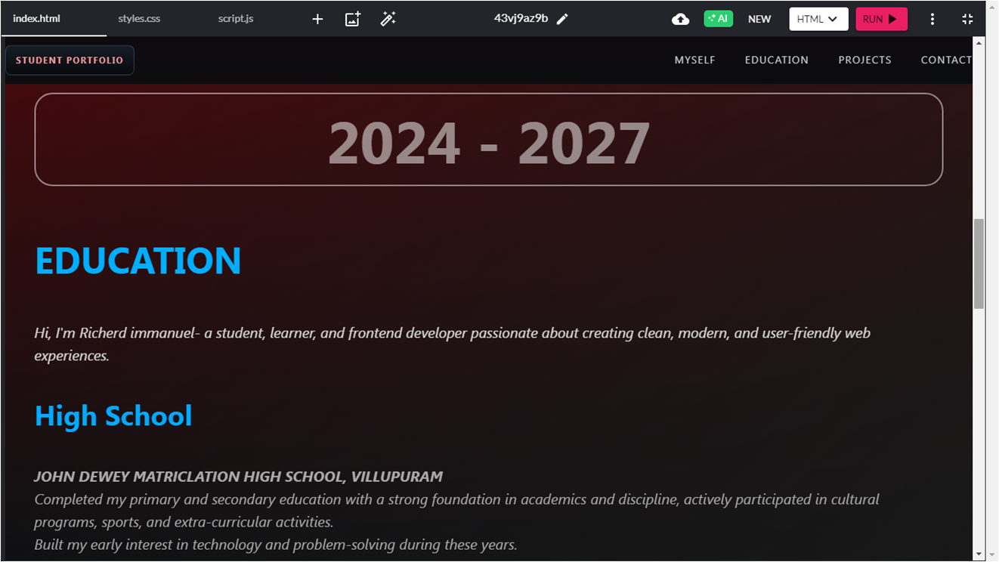 index.html
styles.css
script.js
43vj9az9b
AI
NEW
HTML
RUN
STUDENT PORTFOLIO
MYSELF
EDUCATION
PROJECTS
CONTACT
2024 - 2027
EDUCATION
Hi, I'm Richerd immanuel- a student, learner, and frontend developer passionate about creating clean, modern, and user-friendly web
experiences.
High School
JOHN DEWEY MATRICLATION HIGH SCHOOL, VILLUPURAM
Completed my primary and secondary education with a strong foundation in academics and discipline, actively participated in cultural
programs, sports, and extra-curricular activities.
Built my early interest in technology and problem-solving during these years.